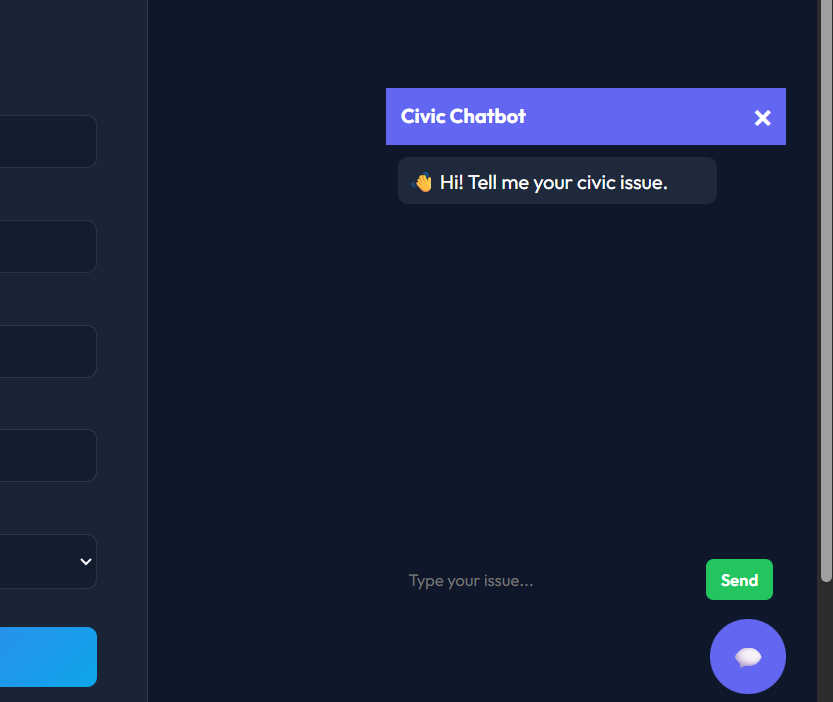 Civic Chatbot
👋 Hi! Tell me your civic issue.
Type your issue...
Send